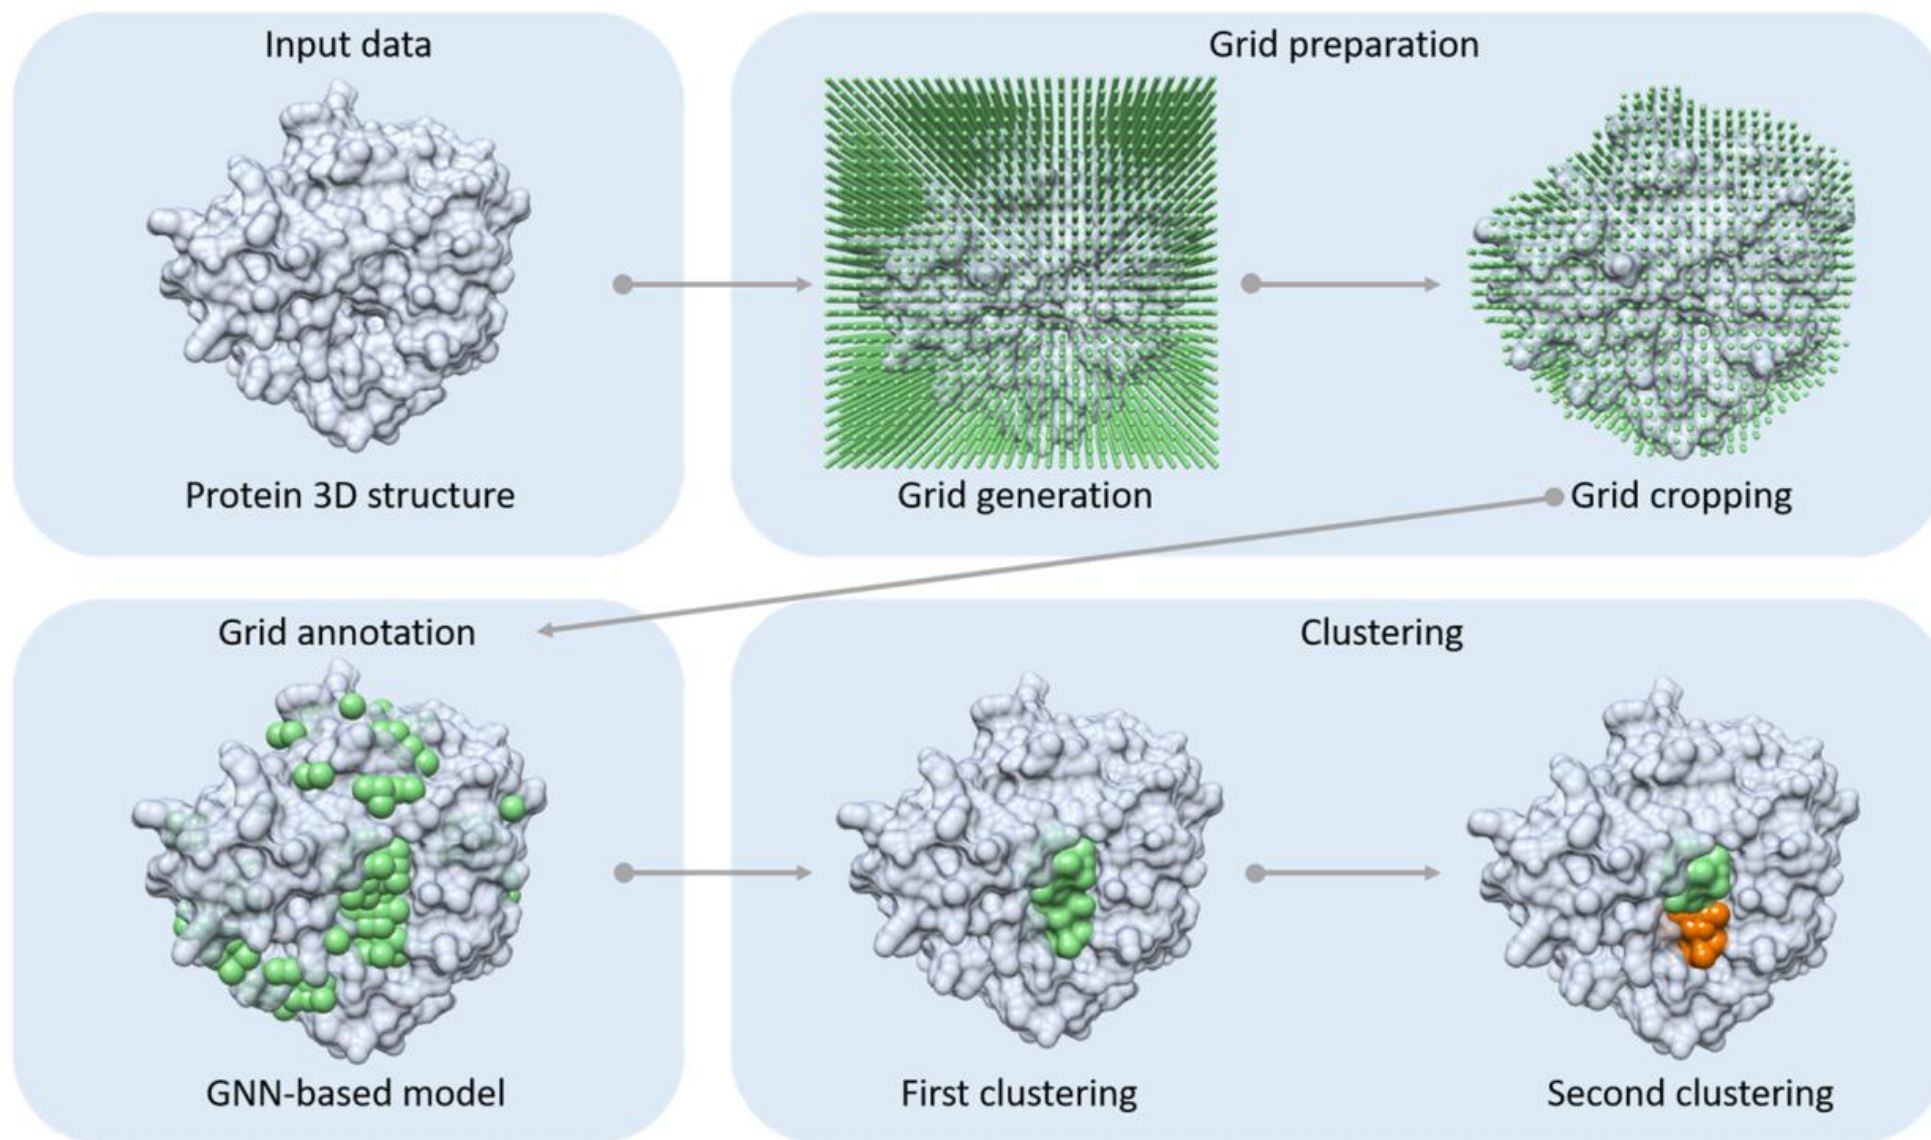 Input data
Protein 3D structure
Grid preparation
Grid generation
Grid cropping
Grid annotation
GNN-based model
Clustering
First clustering
Second clustering